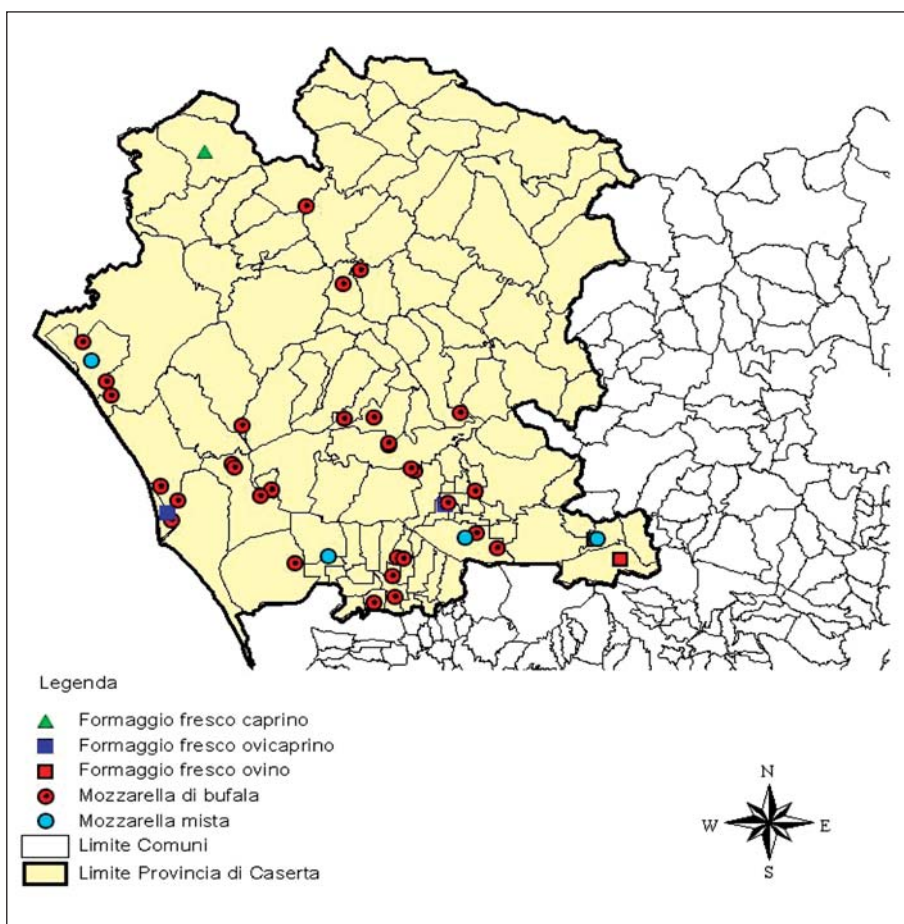 Legenda
Formaggio fresco caprino
Formaggio fresco ovicaprino
Formaggio fresco ovino
Mozzarella di bufala
Mozzarella mista
Limite Comuni
Limite Provincia di Caserta
N
W E
S